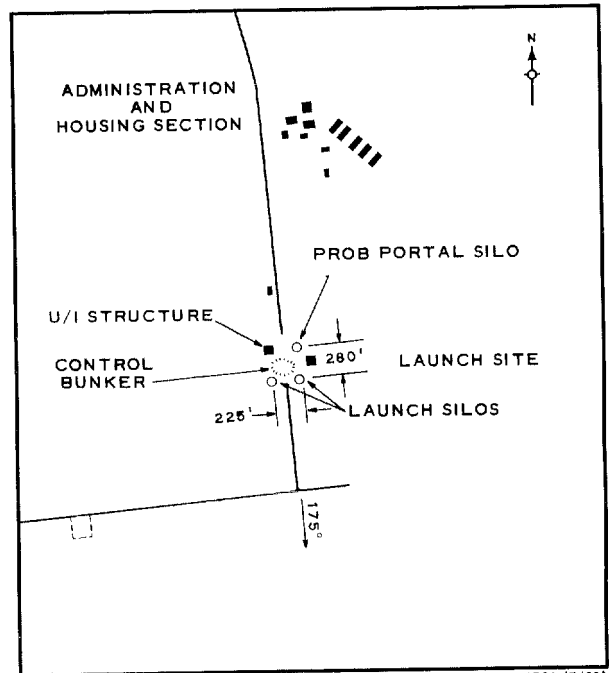 N
ADMINISTRATION
AND
HOUSING SECTION
PROB PORTAL SILO
U/I STRUCTURE
280'
LAUNCH SITE
CONTROL
BUNKER
LAUNCH SILOS
225'
175°